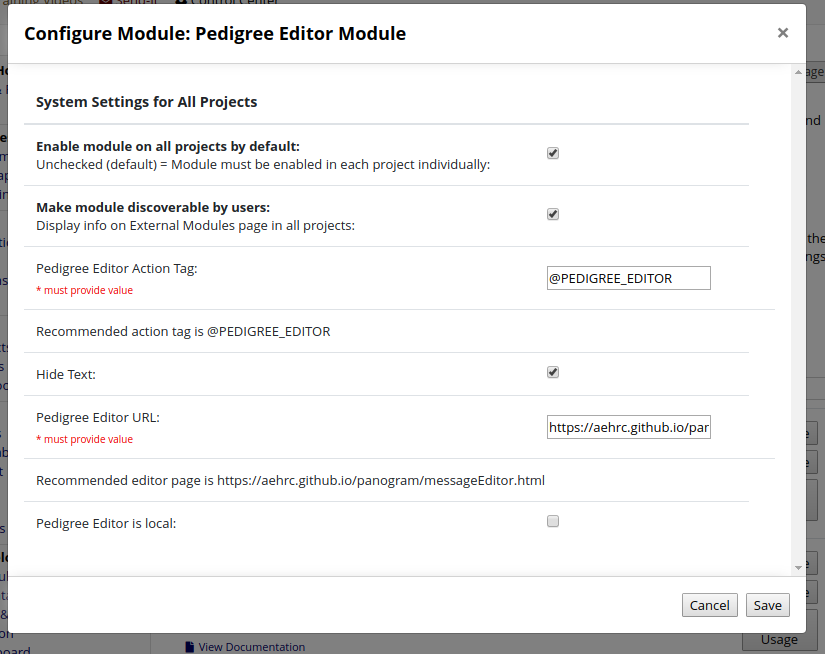 Send-It
Control Center
Configure Module: Pedigree Editor Module
×
System Settings for All Projects
Enable module on all projects by default:
Unchecked (default) = Module must be enabled in each project individually:
Make module discoverable by users:
Display info on External Modules page in all projects:
Pedigree Editor Action Tag:
@PEDIGREE_EDITOR
* must provide value
Recommended action tag is @PEDIGREE_EDITOR
Hide Text:
Pedigree Editor URL:
https://aehrc.github.io/par
* must provide value
Recommended editor page is https://aehrc.github.io/panogram/messageEditor.html
Pedigree Editor is local:
Cancel
Save
View Documentation
Usage